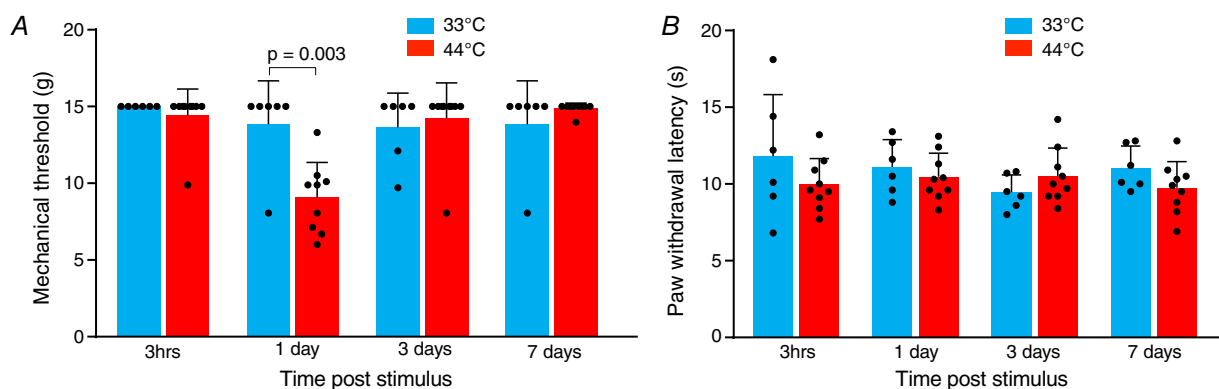 A
33°C
44°C
p = 0.003
Mechanical threshold (g)
20
15
10
5
0
3hrs 1 day 3 days 7 days
Time post stimulus
B
33°C
44°C
Paw withdrawal latency (s)
20
15
10
5
0
3hrs 1 day 3 days 7 days
Time post stimulus